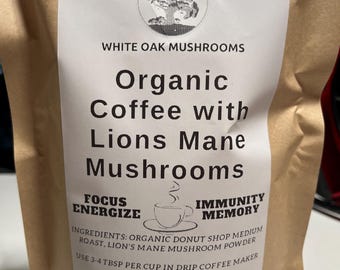 WHITE OAK MUSHROOMS
Organic
Coffee with
Lions Mane
Mushrooms
FOCUS
ENERGIZE
IMMUNITY
MEMORY
INGREDIENTS: ORGANIC DONUT SHOP MEDIUM
ROAST, LION'S MANE MUSHROOM POWDER
USE 3-4 TBSP PER CUP IN DRIP COFFEE MAKER